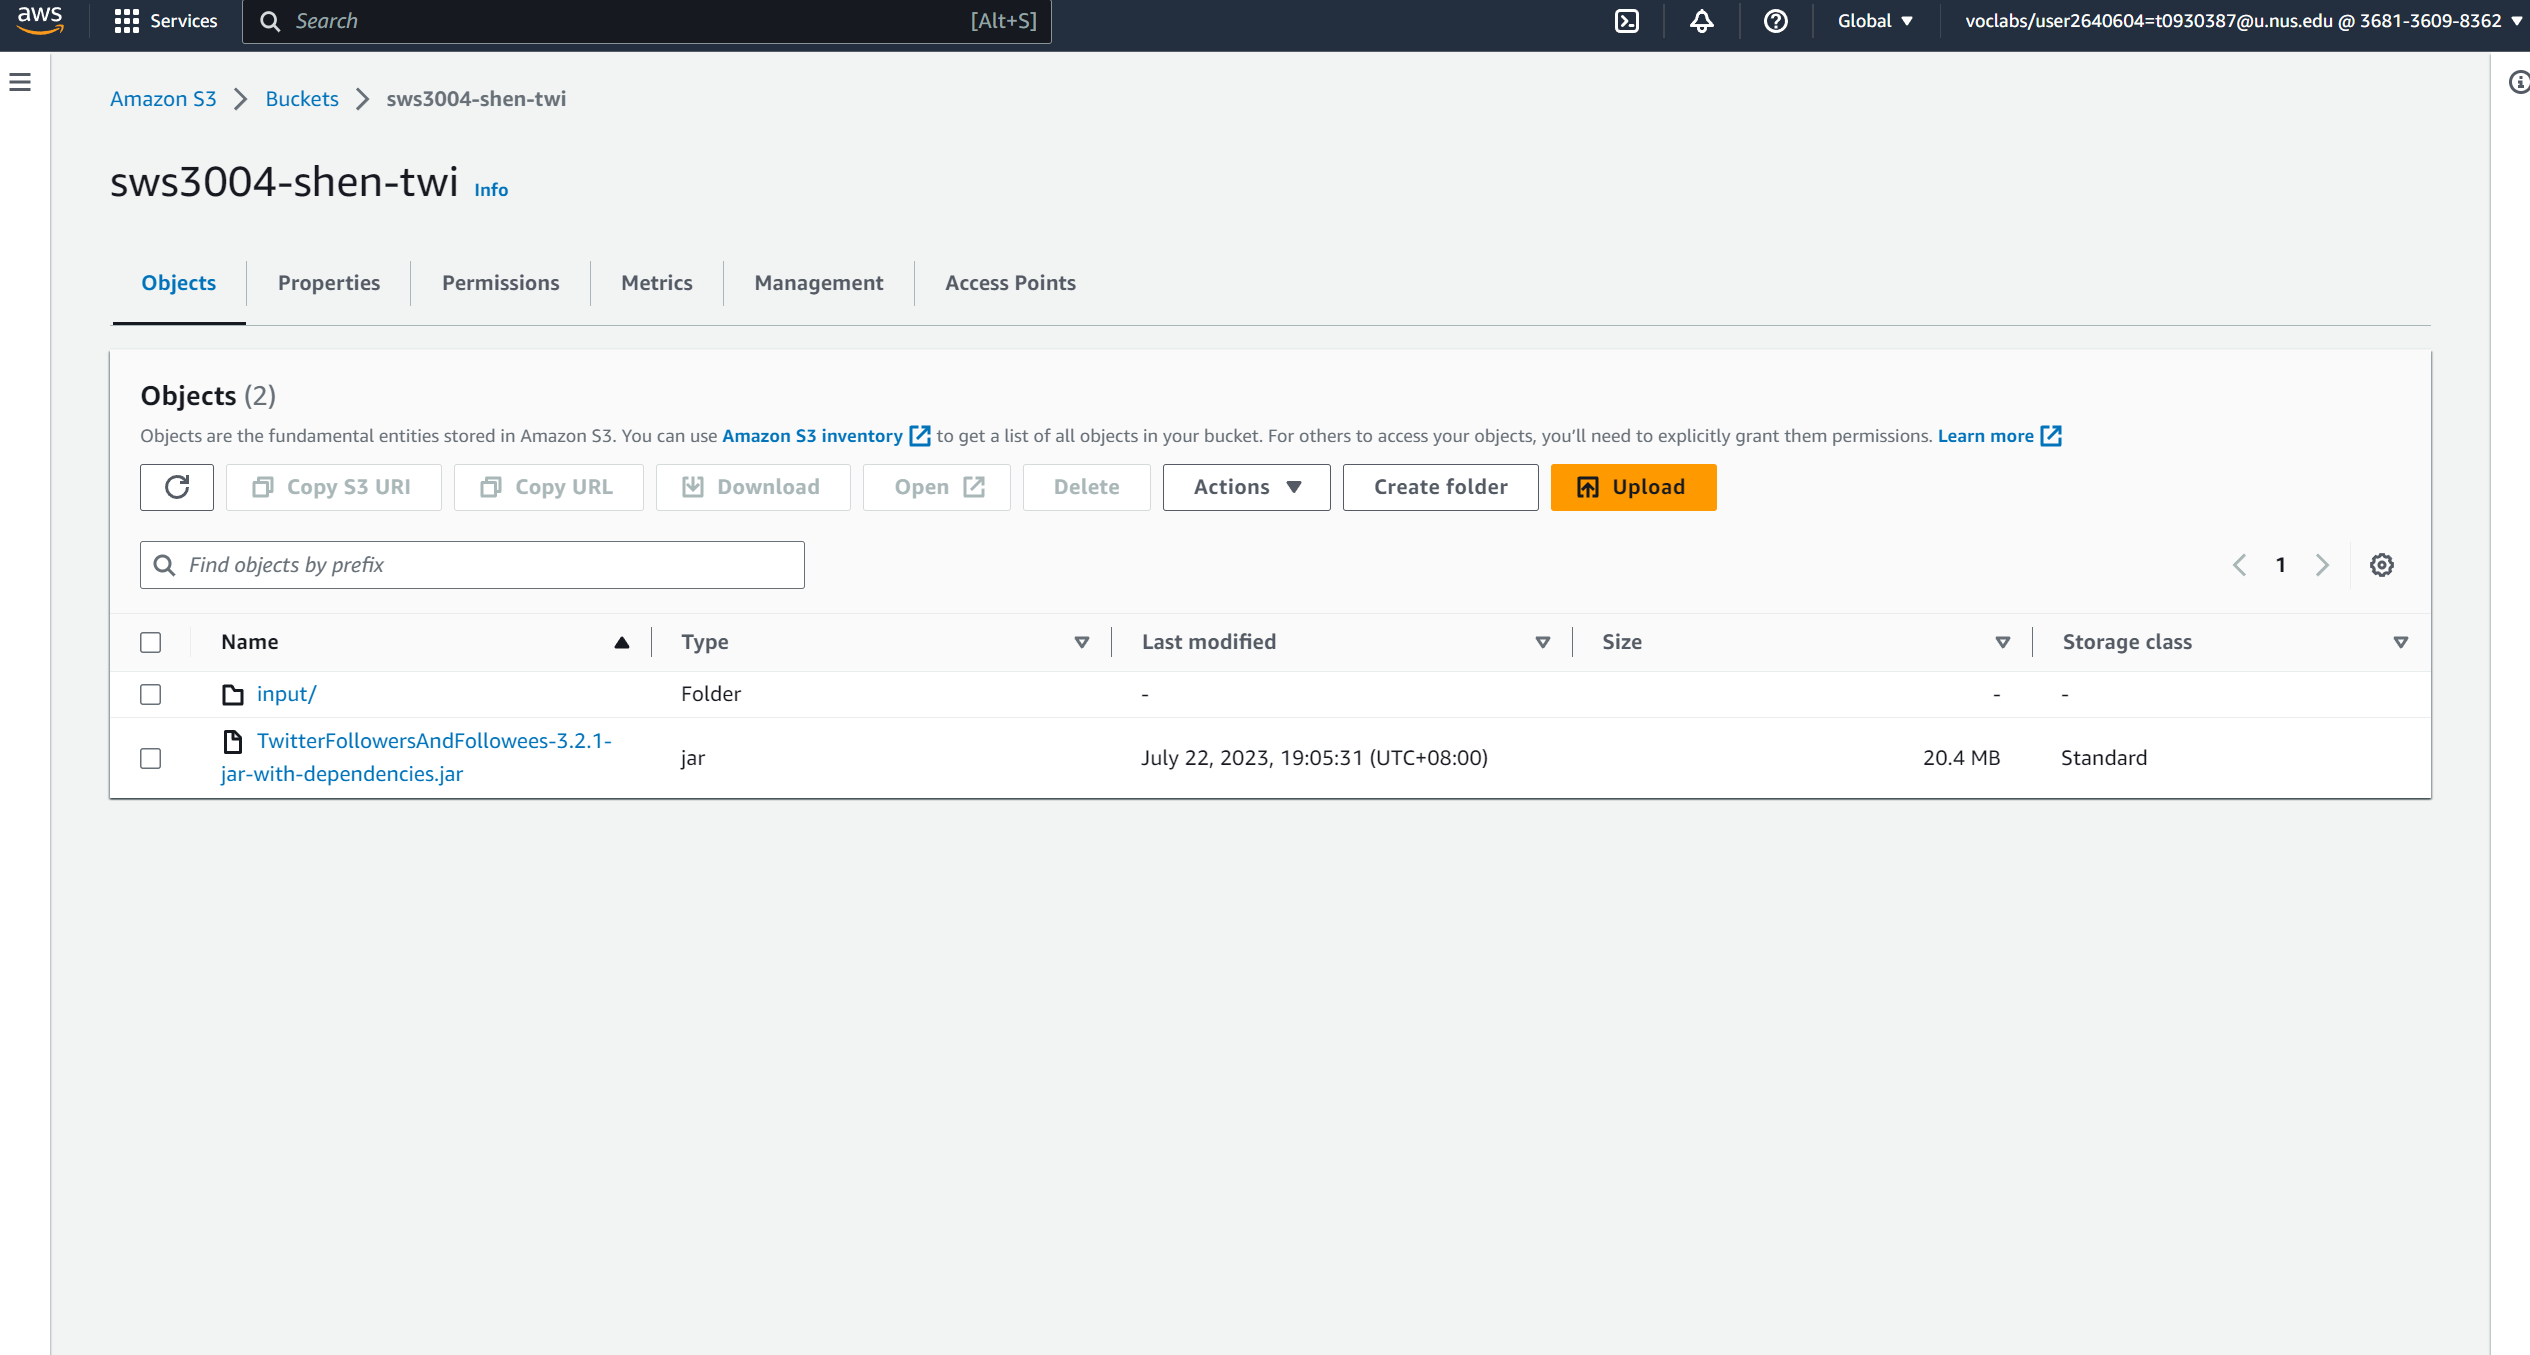 aws Services Search [Alt+S] Global voclabs/user2640604=t0930387@u.nus.edu @ 3681-3609-8362
Amazon S3 Buckets sws3004-shen-twi
sws3004-shen-twi Info
Objects Properties Permissions Metrics Management Access Points
Objects (2)
Objects are the fundamental entities stored in Amazon S3. You can use Amazon S3 inventory to get a list of all objects in your bucket. For others to access your objects, you'll need to explicitly grant them permissions. Learn more
Copy S3 URI Copy URL Download Open Delete Actions Create folder Upload
Find objects by prefix 1
Name Type Last modified Size Storage class
input/ Folder - - -
TwitterFollowersAndFollowees-3.2.1-
jar-with-dependencies.jar jar July 22, 2023, 19:05:31 (UTC+08:00) 20.4 MB Standard